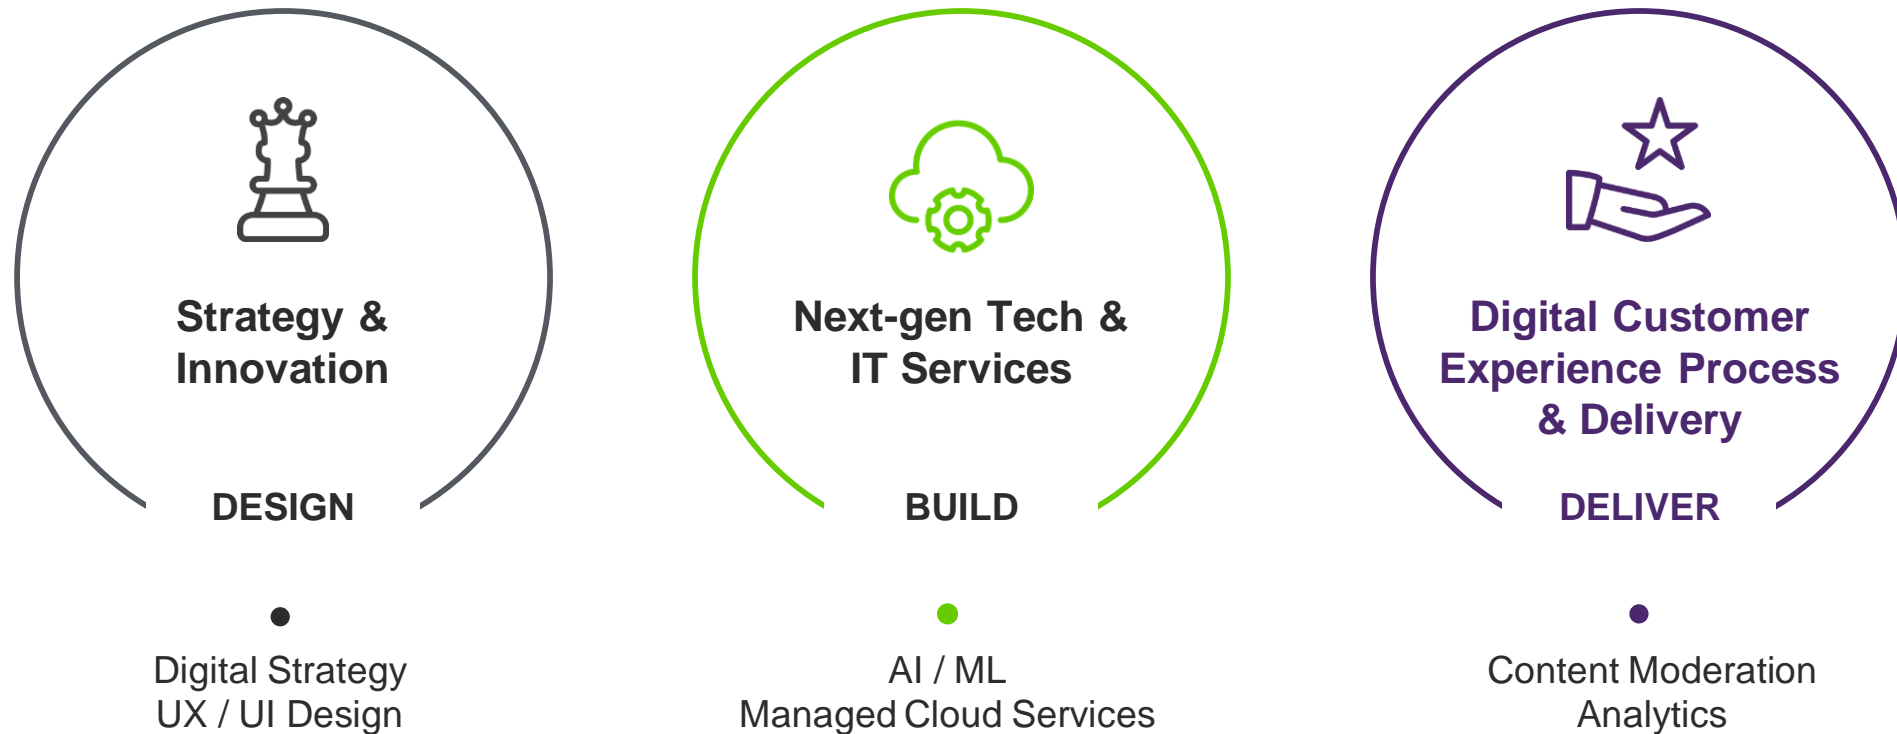 Strategy &
Innovation
DESIGN
Digital Strategy
UX / UI Design
Next-gen Tech &
IT Services
BUILD
AI / ML
Managed Cloud Services
Digital Customer
Experience Process
& Delivery
DELIVER
Content Moderation
Analytics